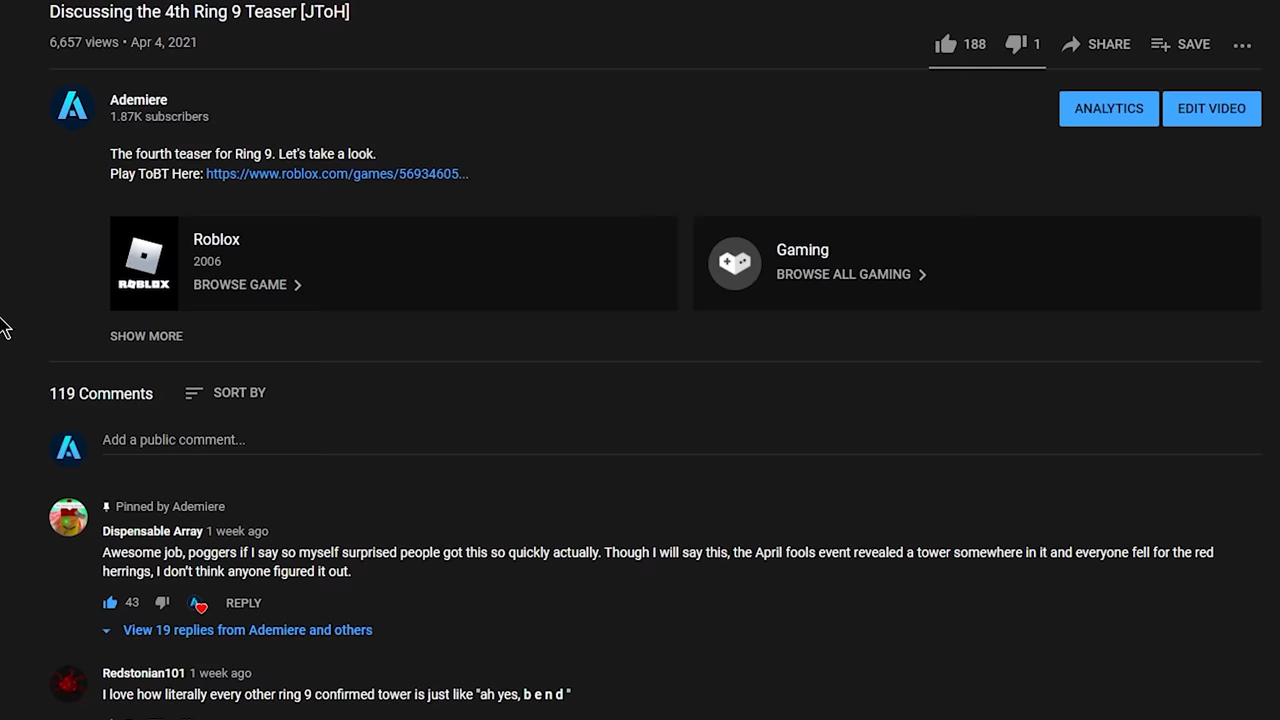 Discussing the 4th Ring 9 Teaser [JToH]
6,657 views • Apr 4, 2021
188
1
SHARE
SAVE
Ademiere
1.87K subscribers
ANALYTICS
EDIT VIDEO
The fourth teaser for Ring 9. Let's take a look.
Play ToBT Here: https://www.roblox.com/games/56934605...
ROBLOX
Roblox
2006
BROWSE GAME
Gaming
BROWSE ALL GAMING
SHOW MORE
119 Comments
SORT BY
Add a public comment...
Pinned by Ademiere
Dispensable Array 1 week ago
Awesome job, poggers if I say so myself surprised people got this so quickly actually. Though I will say this, the April fools event revealed a tower somewhere in it and everyone fell for the red
herrings, I don't think anyone figured it out.
43
REPLY
View 19 replies from Ademiere and others
Redstonian101 1 week ago
I love how literally every other ring 9 confirmed tower is just like "ah yes, b e n d "